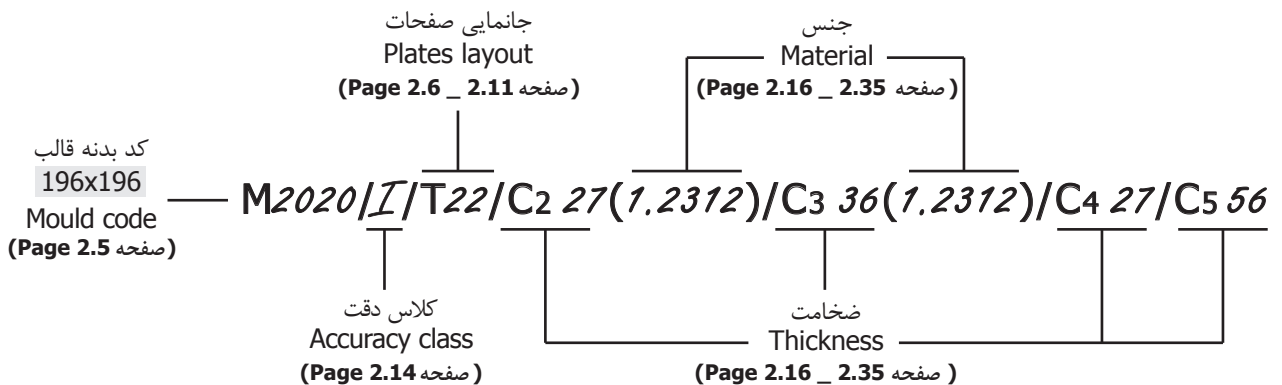 جانمایی صفحات
Plates layout
(Page 2.6 _ 2.11 صفحه)
جنس
Material
(Page 2.16 _ 2.35 صفحه)
کد بدنه قالب
196x196
Mould code
(Page 2.5 صفحه)
M2020/I/T22/C2 27(1.2312)/C3 36(1.2312)/C4 27/C5 56
کلاس دقت
Accuracy class
(Page 2.14 صفحه)
ضخامت
Thickness
(Page 2.16 _ 2.35 صفحه)